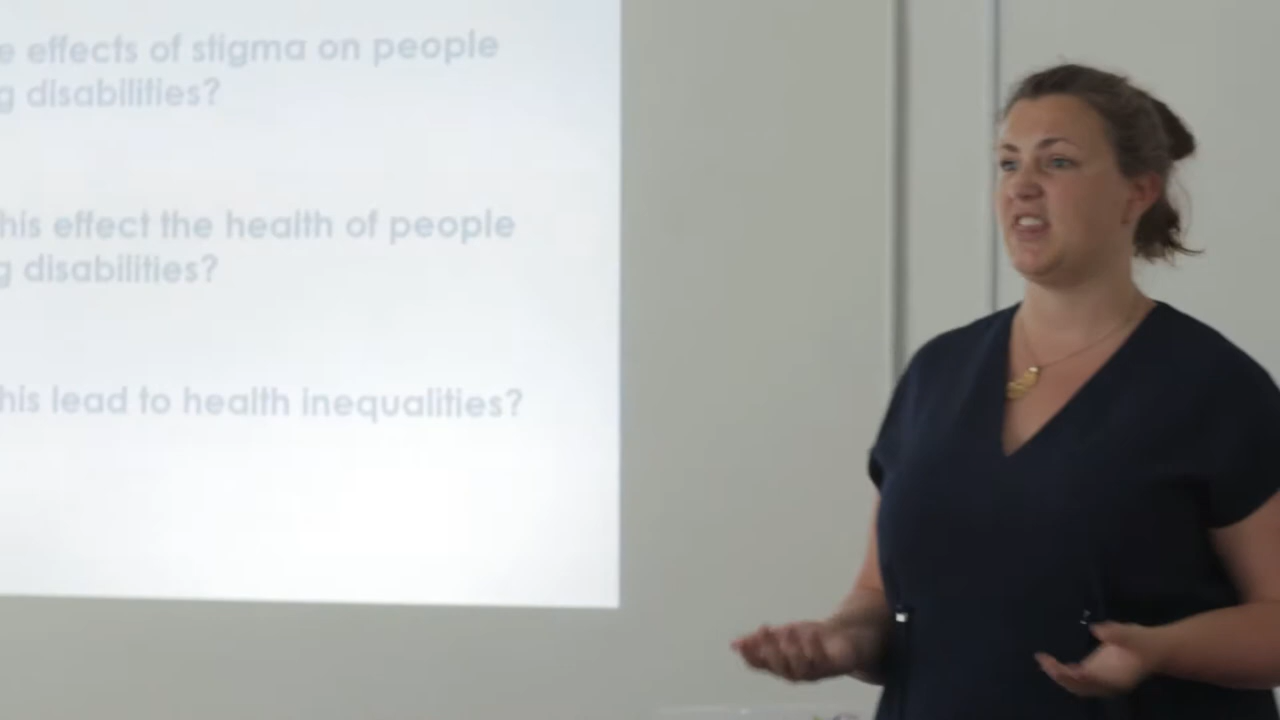 e effects of stigma on people
g disabilities?
his effect the health of people
g disabilities?
his lead to health inequalities?